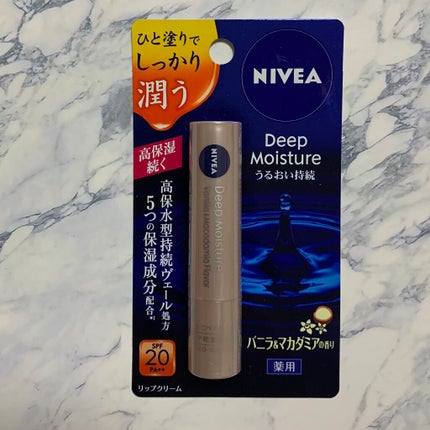 ひと塗りで
しっかり
潤う
NIVEA
Deep
Moisture
うるおい持続
高保湿
続く
高保水型持続ヴェール処方
5つの保湿成分配合
NIVEA
Deep Moisture
Vanilla & Macadamia Flavor
SPF
20
PA++
リップクリーム
バニラ&マカダミアの香り
薬用